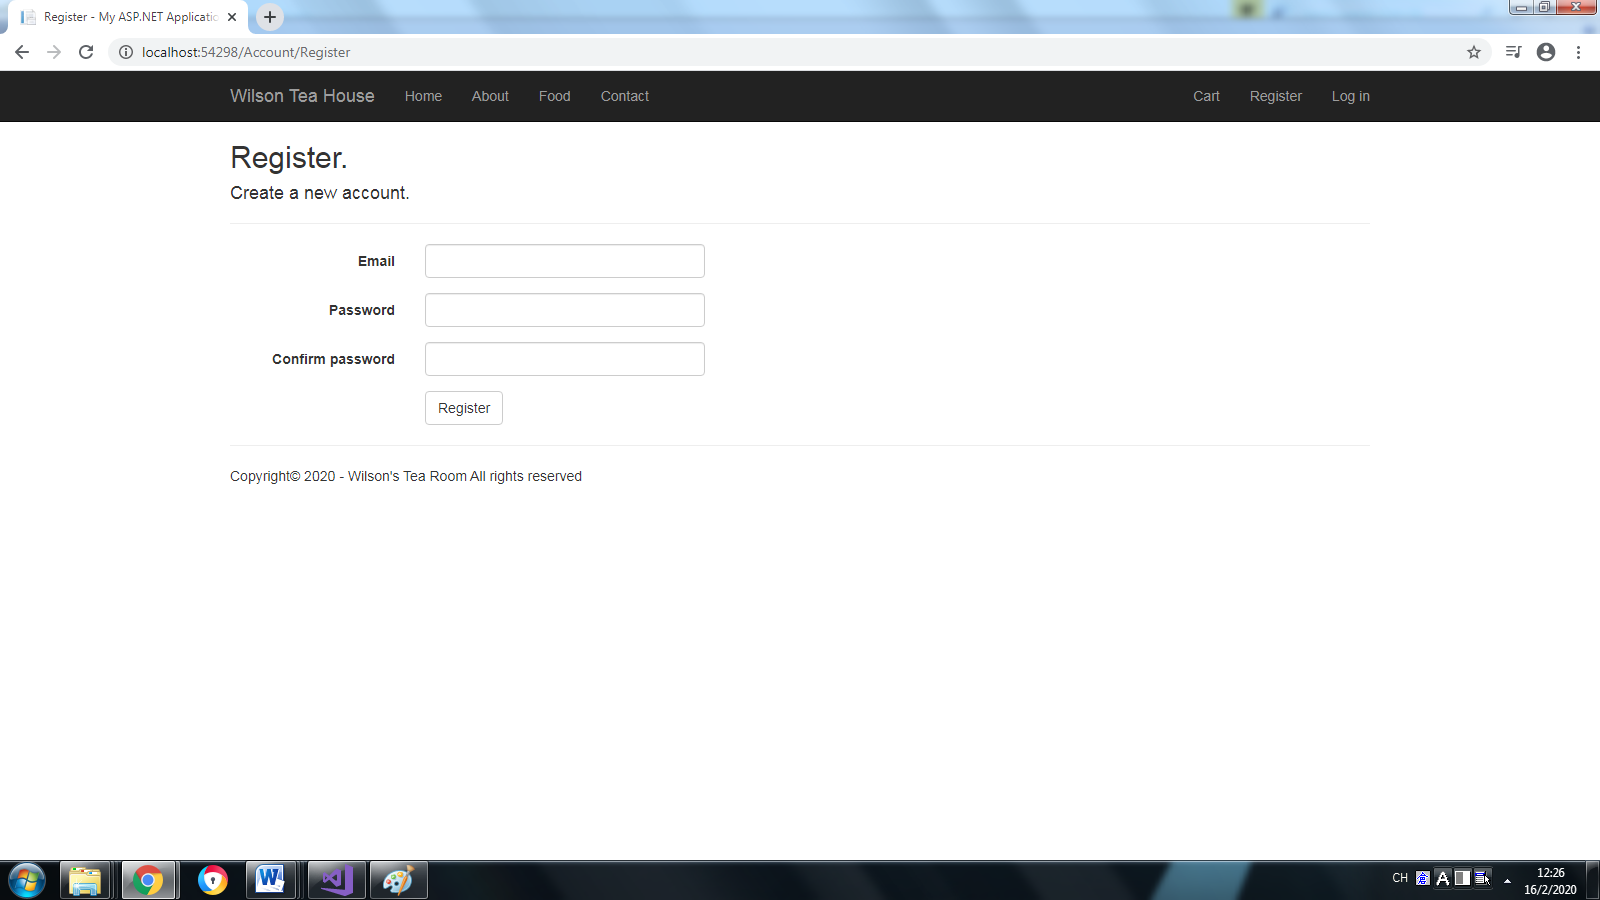 Register - My ASP.NET Applicatio
localhost:54298/Account/Register
Wilson Tea House Home About Food Contact Cart Register Log in
Register.
Create a new account.
Email
Password
Confirm password
Register
Copyright© 2020 - Wilson's Tea Room All rights reserved
CH 12:26
16/2/2020